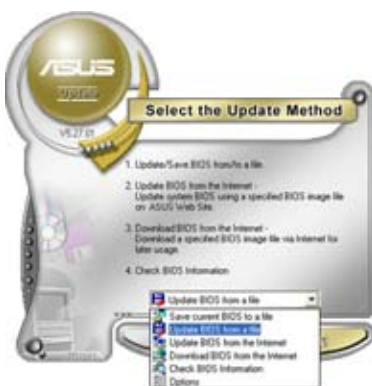 ASUS
Update
V5.27.01
Select the Update Method
1. Update/Save BIOS from/to a file.
2. Update BIOS from the Internet -
Update system BIOS using a specified BIOS image file
on ASUS Web Site.
3. Download BIOS from the Internet -
Download a specified BIOS image file via Internet for
later usage.
4. Check BIOS Information
Update BIOS from a file
Save current BIOS to a file
Update BIOS from a file
Update BIOS from the Internet
Download BIOS from the Internet
Check BIOS Information
Options